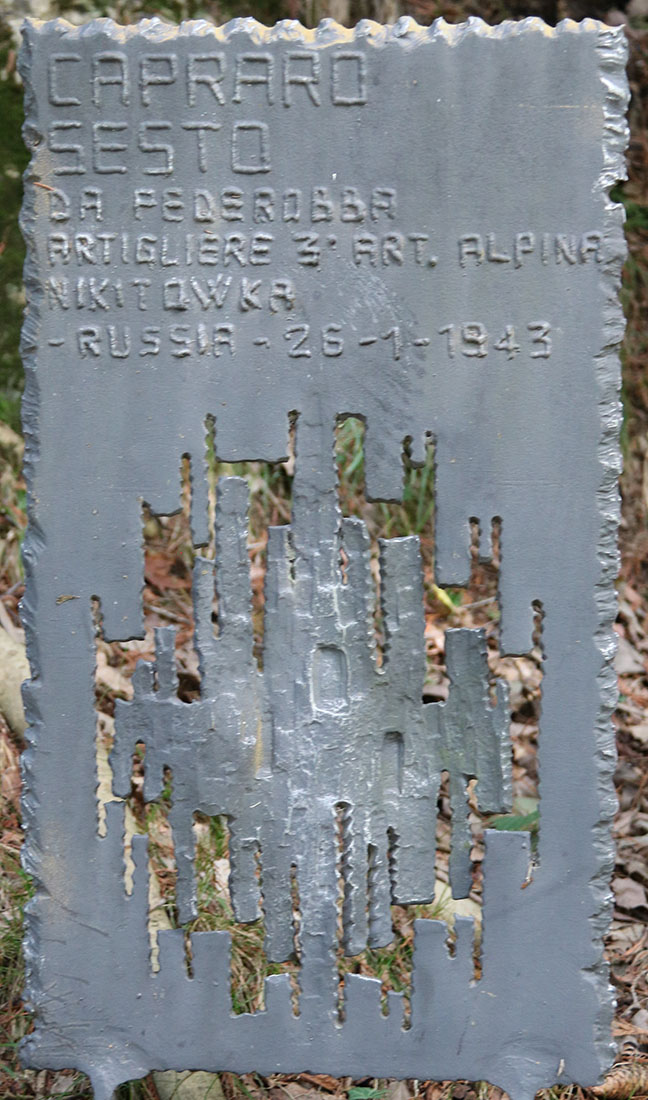 CAPRARO
SESTO
DA PEDEROBBA
ARTIGLIERE 3° ART. ALPINA
NIKITOWKA
- RUSSIA - 26 - 1 - 1943